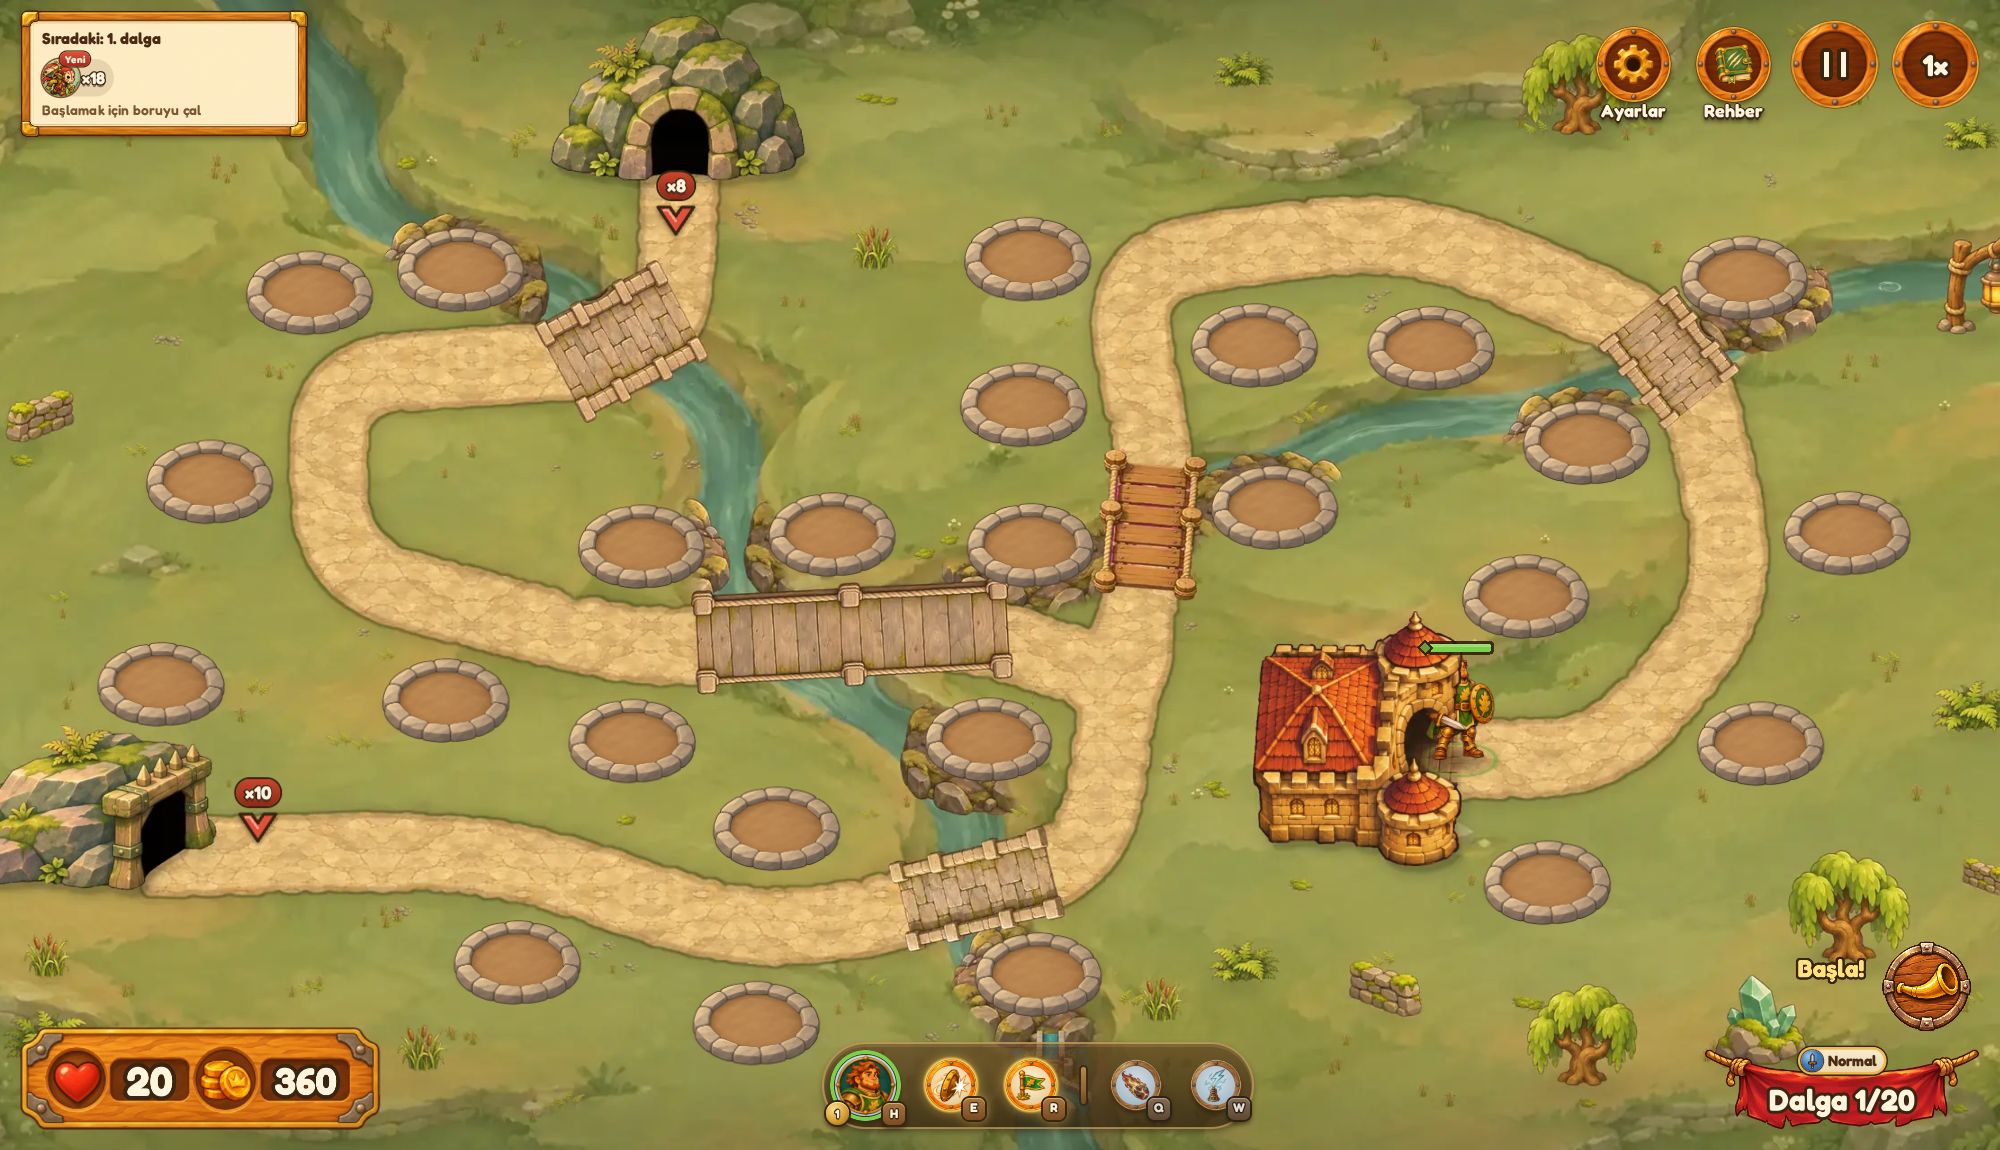 Sıradaki: 1. dalga
Yeni
x18
Başlamak için boruyu çal
x8
Ayarlar
Rehber
1x
x10
Başla!
20
360
1
H
E
R
Q
W
Normal
Dalga 1/20